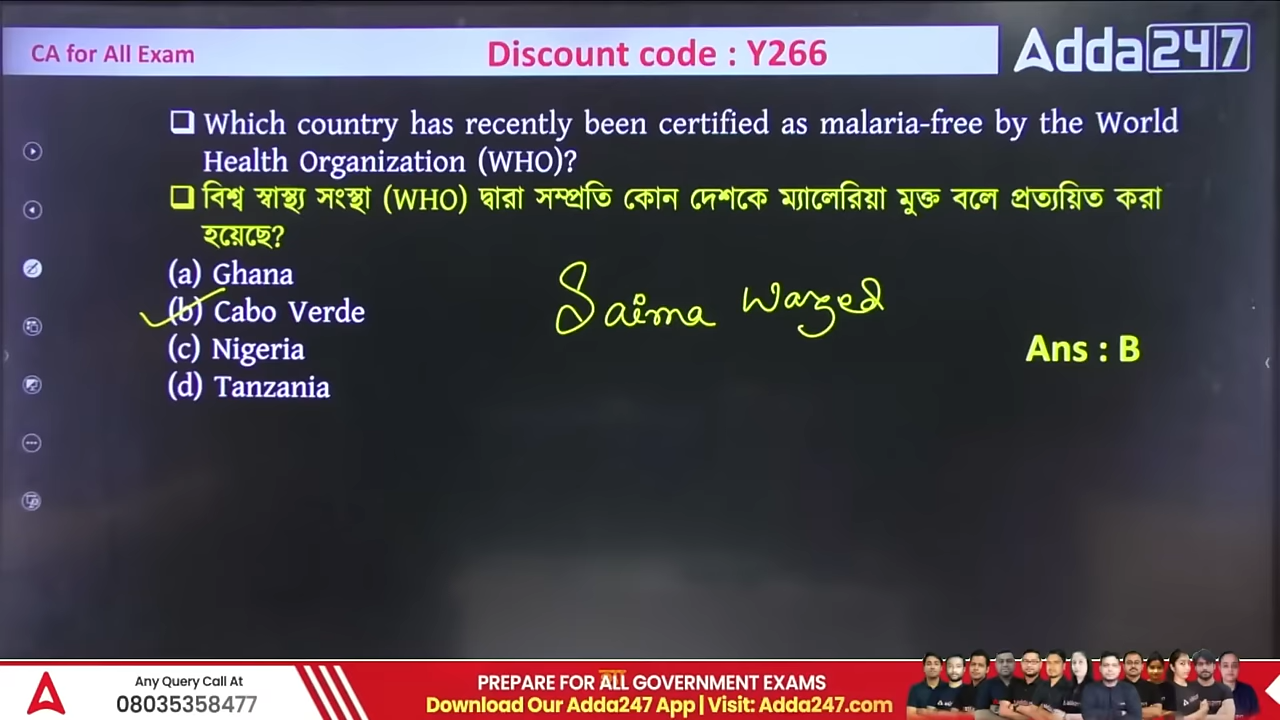 CA for All Exam
Discount code : Y266
Adda247
❑ Which country has recently been certified as malaria-free by the World
Health Organization (WHO)?
❑ বিশ্ব স্বাস্থ্য সংস্থা (WHO) দ্বারা সম্প্রতি কোন দেশকে ম্যালেরিয়া মুক্ত বলে প্রত্যয়িত করা
হয়েছে?
(a) Ghana
(b) Cabo Verde
(c) Nigeria
(d) Tanzania
Saima Wazed
Ans : B
Any Query Call At
08035358477
PREPARE FOR ALL GOVERNMENT EXAMS
Download Our Adda247 App | Visit: Adda247.com